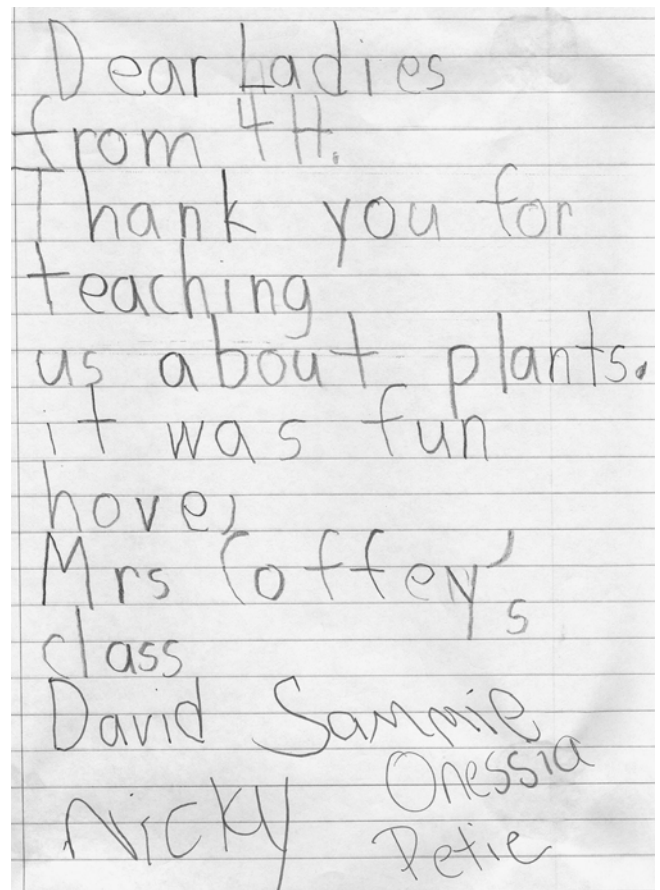 Dear Ladies
from 4H.
Thank you for
teaching
us about plants.
it was fun
hove,
Mrs Coffey's
class
David Sammie
Onessia
Nicky Petie